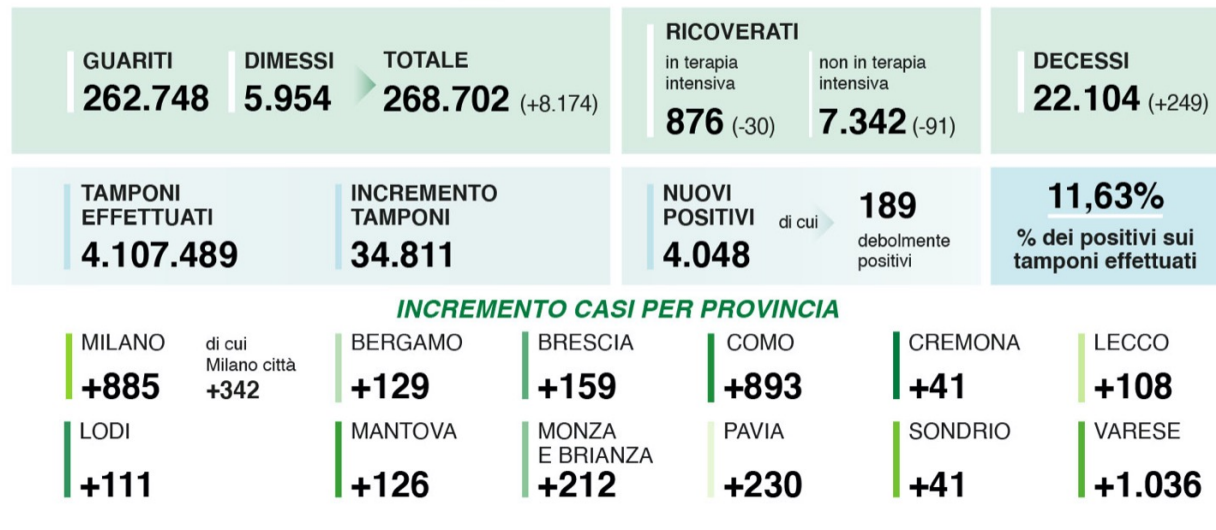 GUARITI
262.748
DIMESSI
5.954
TOTALE
268.702 (+8.174)
RICOVERATI
in terapia
intensiva
876 (-30)
non in terapia
intensiva
7.342 (-91)
DECESSI
22.104 (+249)
TAMPONI
EFFETTUATI
4.107.489
INCREMENTO
TAMPONI
34.811
NUOVI
POSITIVI
4.048
di cui
189
debolmente
positivi
11,63%
% dei positivi sui
tamponi effettuati
INCREMENTO CASI PER PROVINCIA
MILANO
+885
di cui
Milano città
+342
BERGAMO
+129
BRESCIA
+159
COMO
+893
CREMONA
+41
LECCO
+108
LODI
+111
MANTOVA
+126
MONZA
E BRIANZA
+212
PAVIA
+230
SONDRIO
+41
VARESE
+1.036